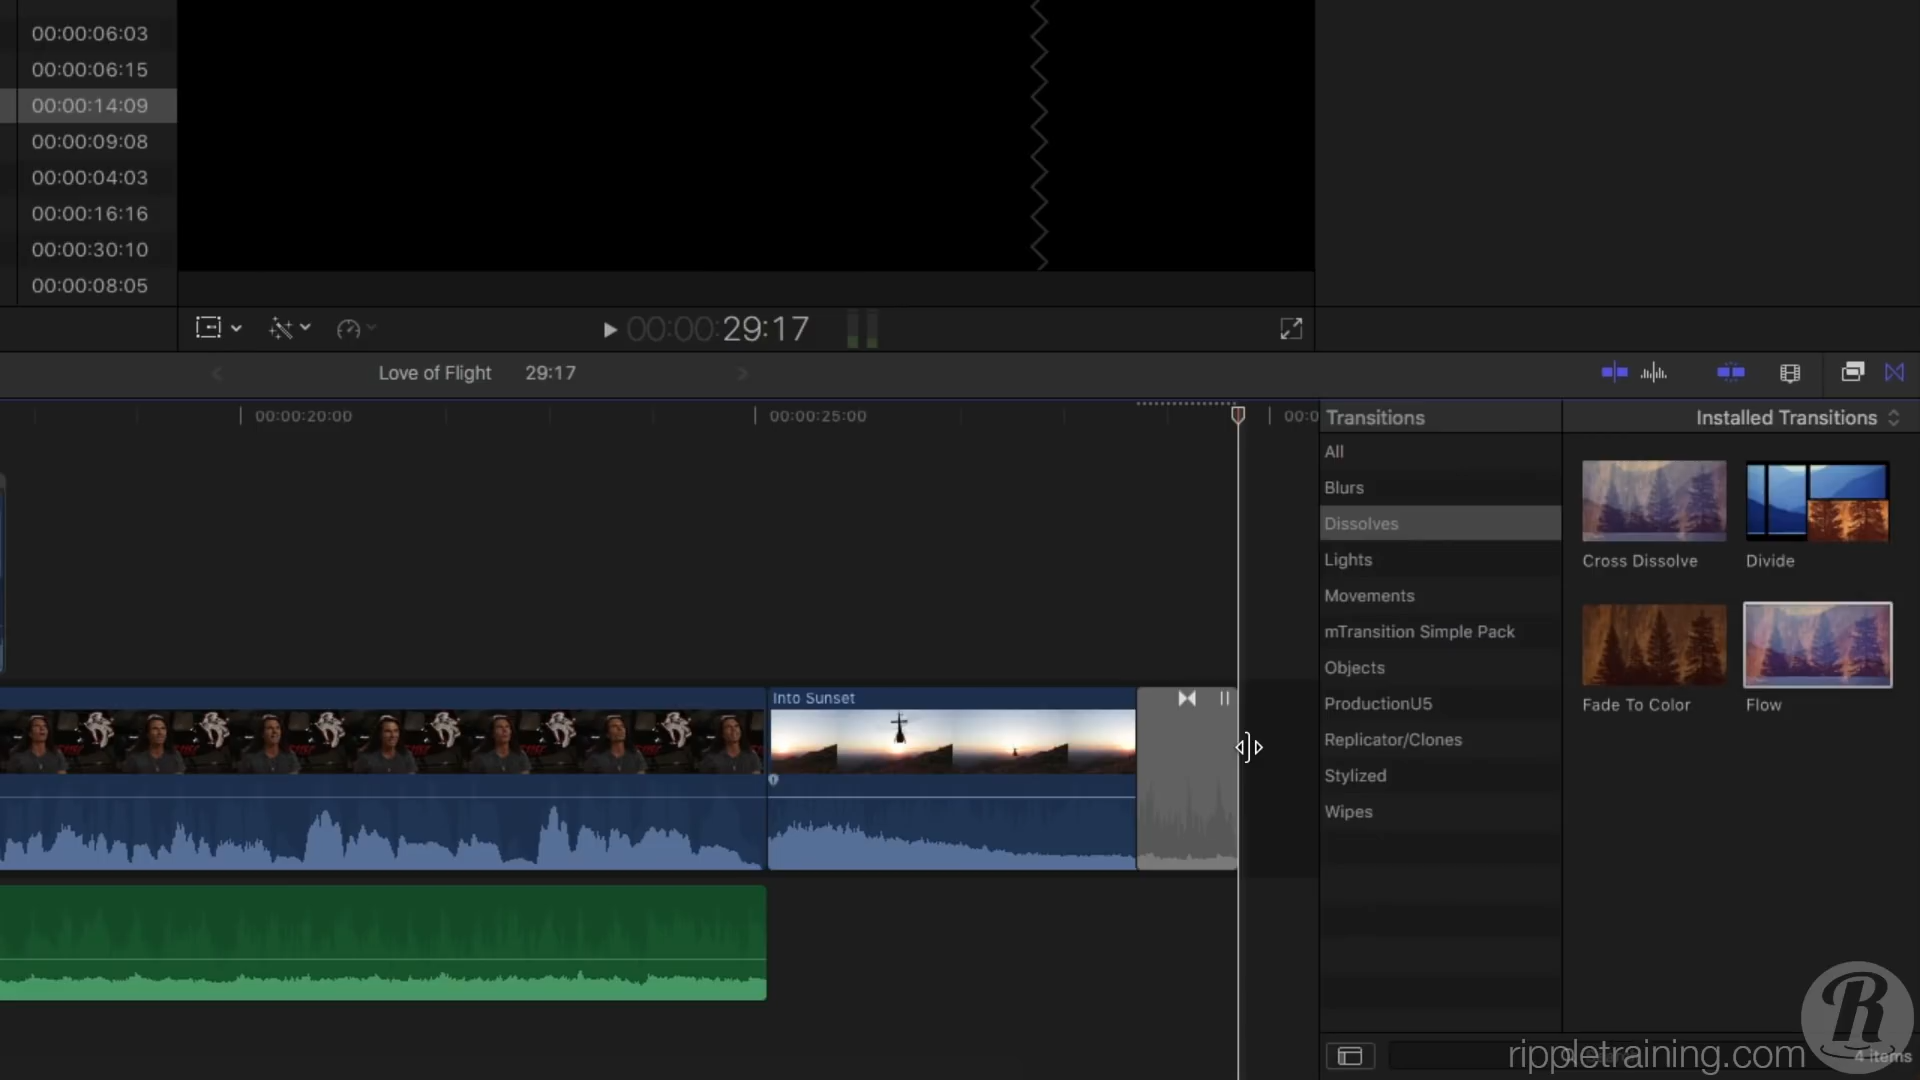 00:00:06:03
00:00:06:15
00:00:14:09
00:00:09:08
00:00:04:03
00:00:16:16
00:00:30:10
00:00:08:05
00:00:29:17
Love of Flight 29:17
00:00:20:00 00:00:25:00 00:0
Transitions
Installed Transitions
All
Blurs
Dissolves
Lights
Movements
mTransition Simple Pack
Objects
ProductionU5
Replicator/Clones
Stylized
Wipes
Cross Dissolve
Divide
Fade To Color
Flow
Into Sunset
R
rippletraining.com
4 items